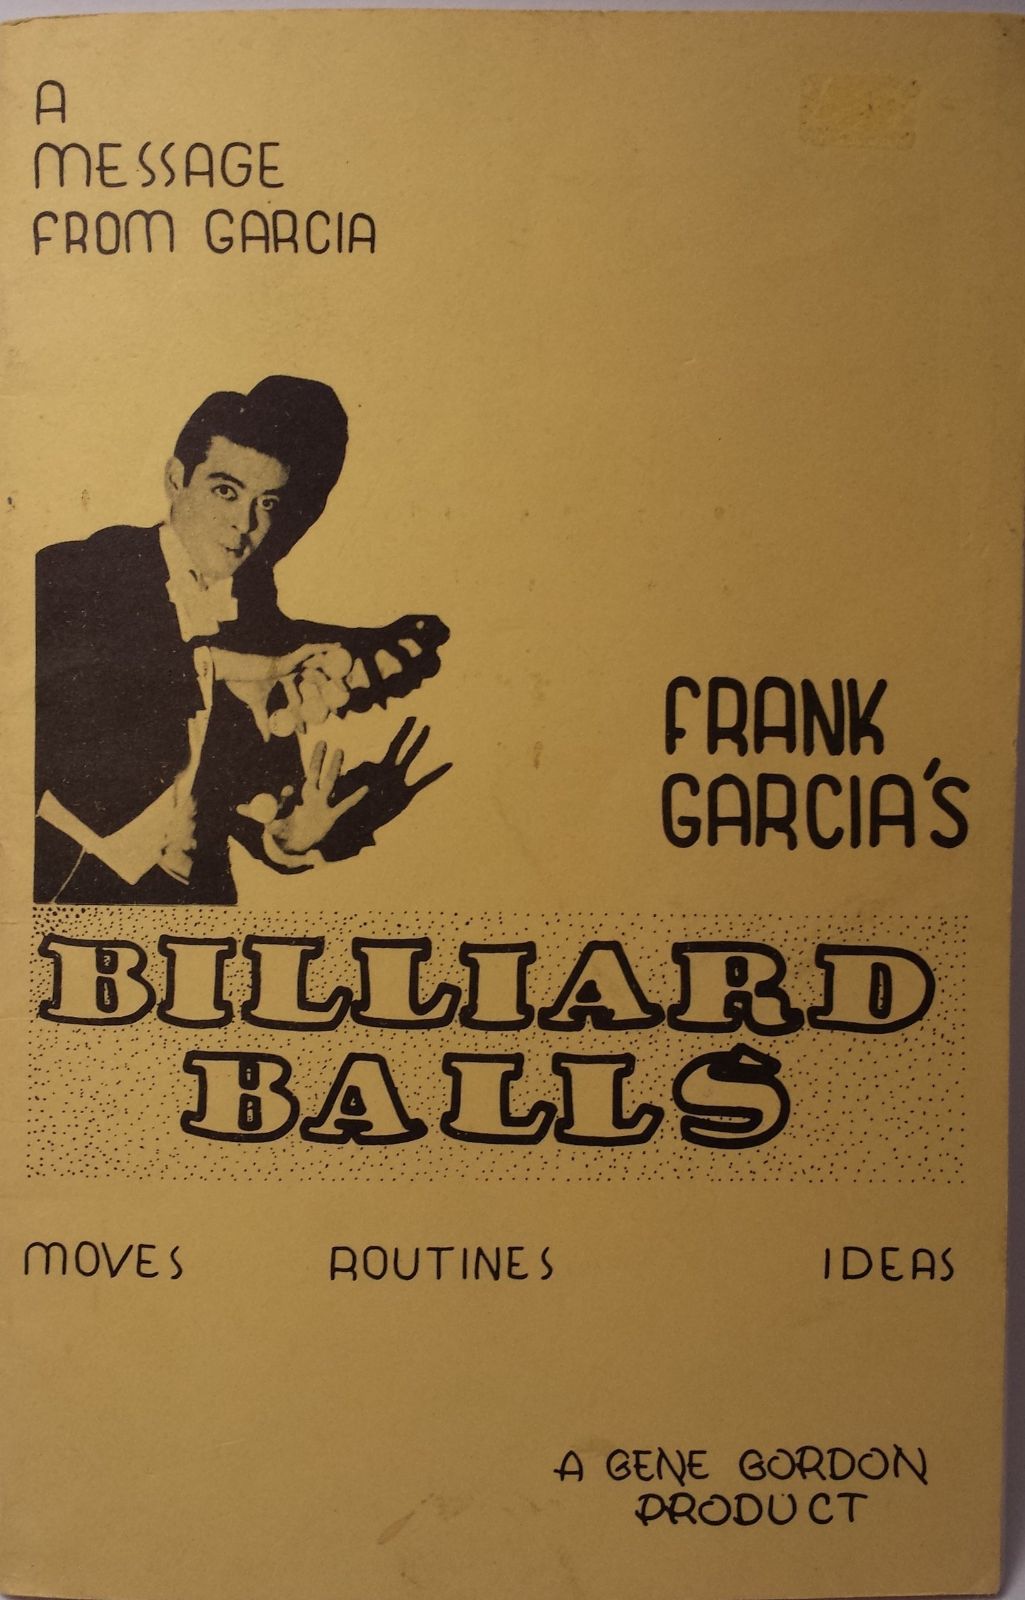 A
MESSAGE
FROM GARCIA
FRANK
GARCIA'S
BILLIARD
BALLS
MOVES ROUTINES IDEAS
A GENE GORDON
PRODUCT